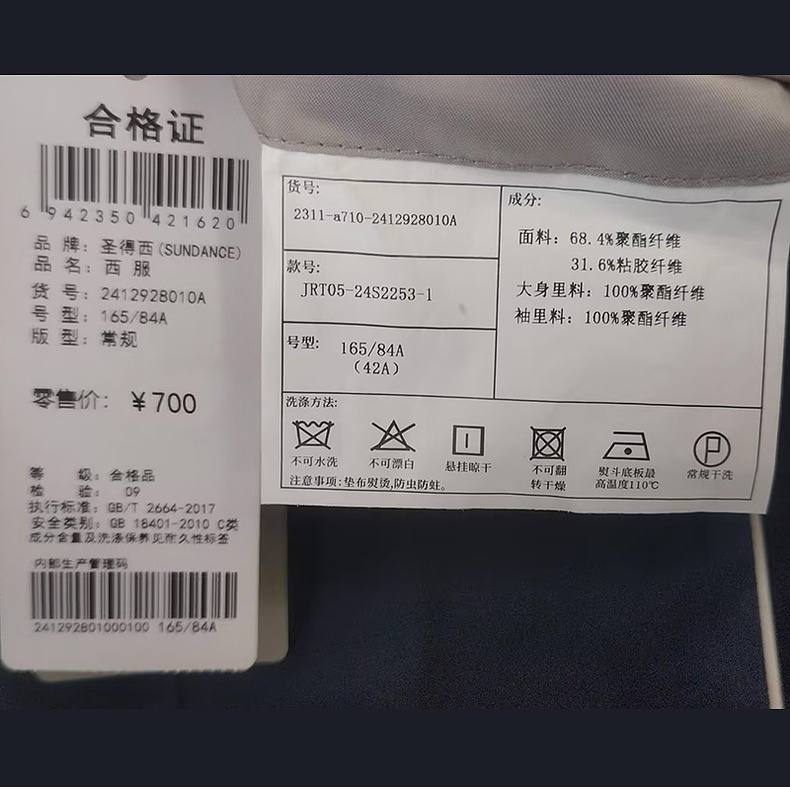 合格证
6 942350 421620
品 牌: 圣得西(SUNDANCE)
品 名: 西 服
货 号: 2412928010A
号 型: 165/84A
版 型: 常规
零售价: ¥700
等 级: 合格品
检 验: 09
执行标准: GB/T 2664-2017
安全类别: GB 18401-2010 C类
成分含量及洗涤保养见耐久性标签
内部生产管理码
241292801000100 165/84A
货号:
2311-a710-2412928010A
款号:
JRT05-24S2253-1
号型: 165/84A
(42A)
成分:
面料: 68.4%聚酯纤维
31.6%粘胶纤维
大身里料: 100%聚酯纤维
袖里料: 100%聚酯纤维
洗涤方法:
P
不可水洗
不可漂白
悬挂晾干
不可翻
转干燥
熨斗底板最
高温度110℃
常规干洗
注意事项:垫布熨烫,防虫防蛀。